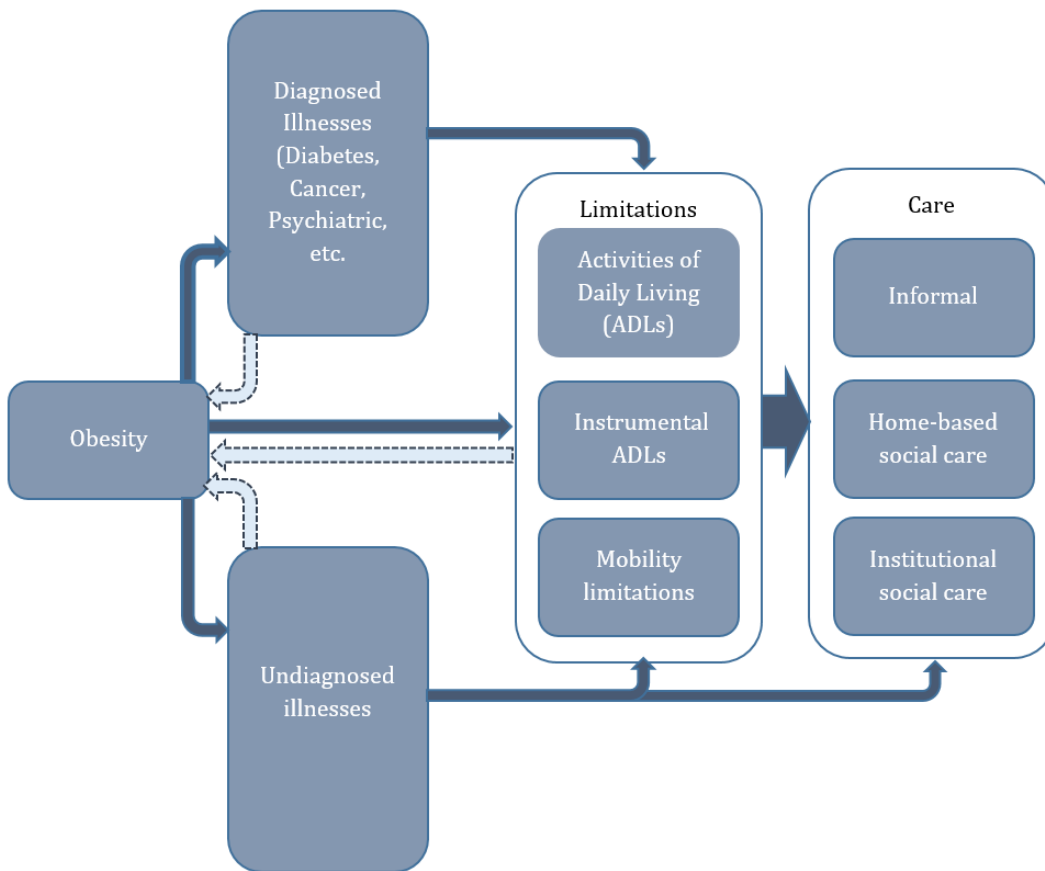 Diagnosed
Illnesses
(Diabetes,
Cancer,
Psychiatric,
etc.
Obesity
Undiagnosed
illnesses
Limitations
Activities of
Daily Living
(ADLs)
Instrumental
ADLs
Mobility
limitations
Care
Informal
Home-based
social care
Institutional
social care